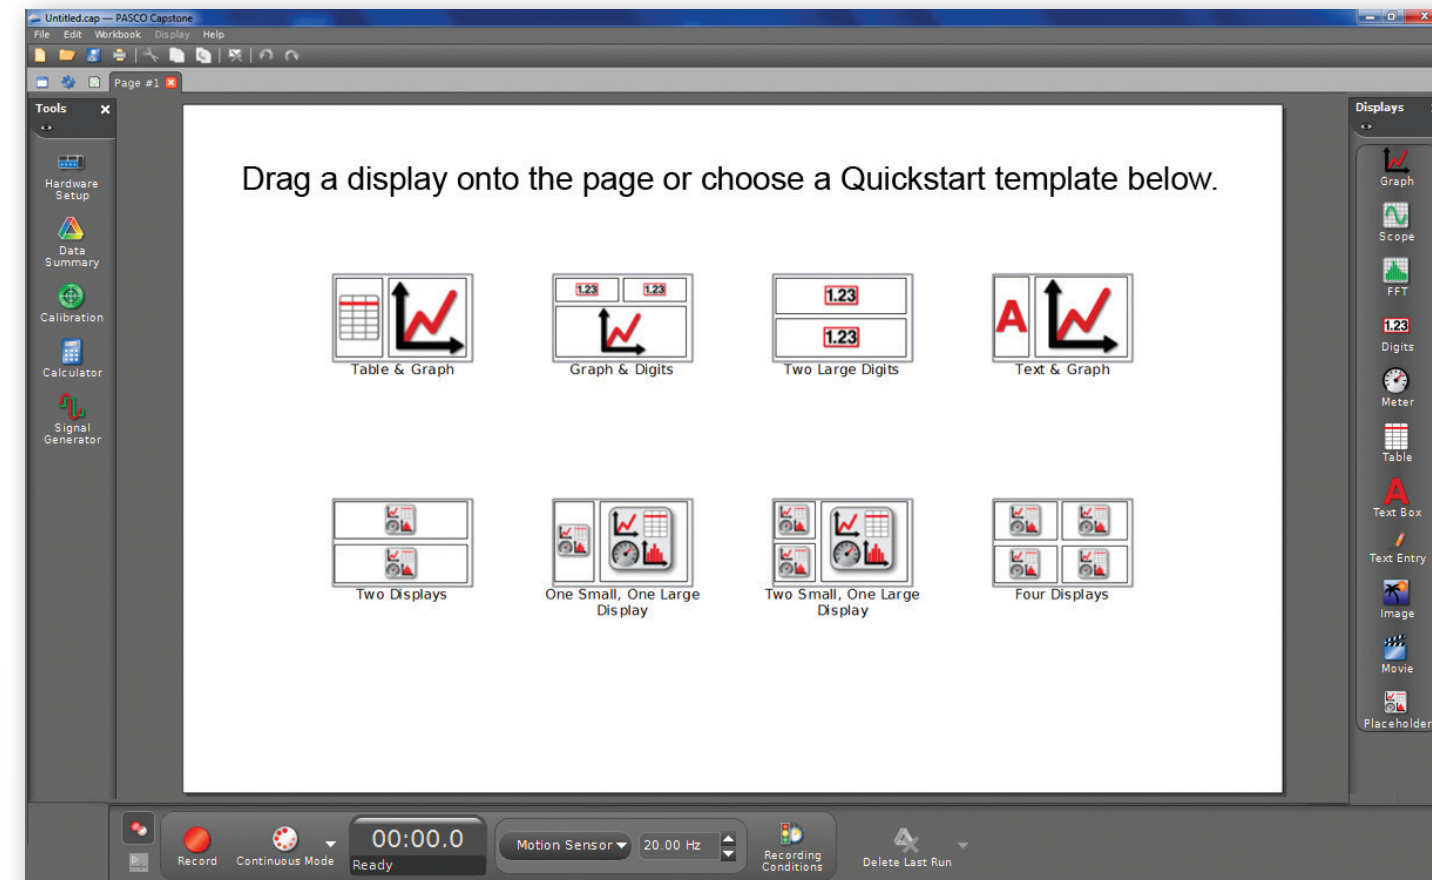 Untitled.cap — PASCO Capstone
File Edit Workbook Display Help
Page #1
Tools
Hardware
Setup
Data
Summary
Calibration
Calculator
Signal
Generator
Drag a display onto the page or choose a Quickstart template below.
1.23 1.23
1.23
1.23
A
Table & Graph
Graph & Digits
Two Large Digits
Text & Graph
Two Displays
One Small, One Large
Display
Two Small, One Large
Display
Four Displays
Displays
Graph
Scope
FFT
1.23
Digits
Meter
Table
A
Text Box
Text Entry
Image
Movie
Placeholder
Record
Continuous Mode
00:00.0
Ready
Motion Sensor
20.00 Hz
Recording
Conditions
Delete Last Run